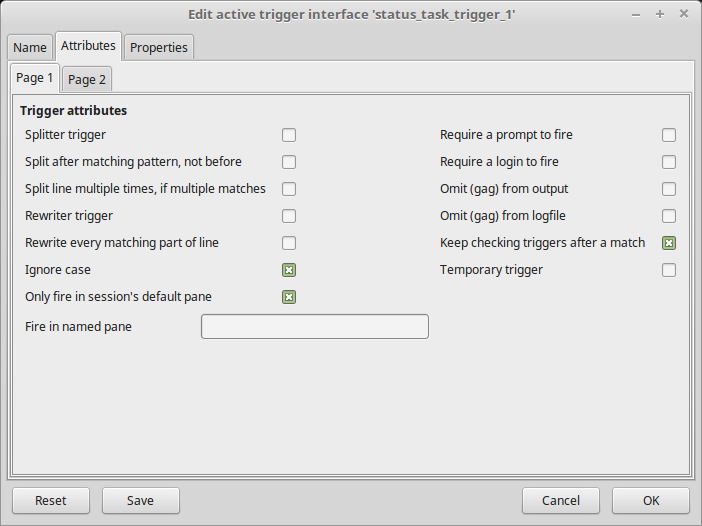 Edit active trigger interface 'status_task_trigger_1'
Name Attributes Properties
Page 1 Page 2
Trigger attributes
Splitter trigger Require a prompt to fire
Split after matching pattern, not before Require a login to fire
Split line multiple times, if multiple matches Omit (gag) from output
Rewriter trigger Omit (gag) from logfile
Rewrite every matching part of line Keep checking triggers after a match
Ignore case Temporary trigger
Only fire in session's default pane
Fire in named pane
Reset Save Cancel OK